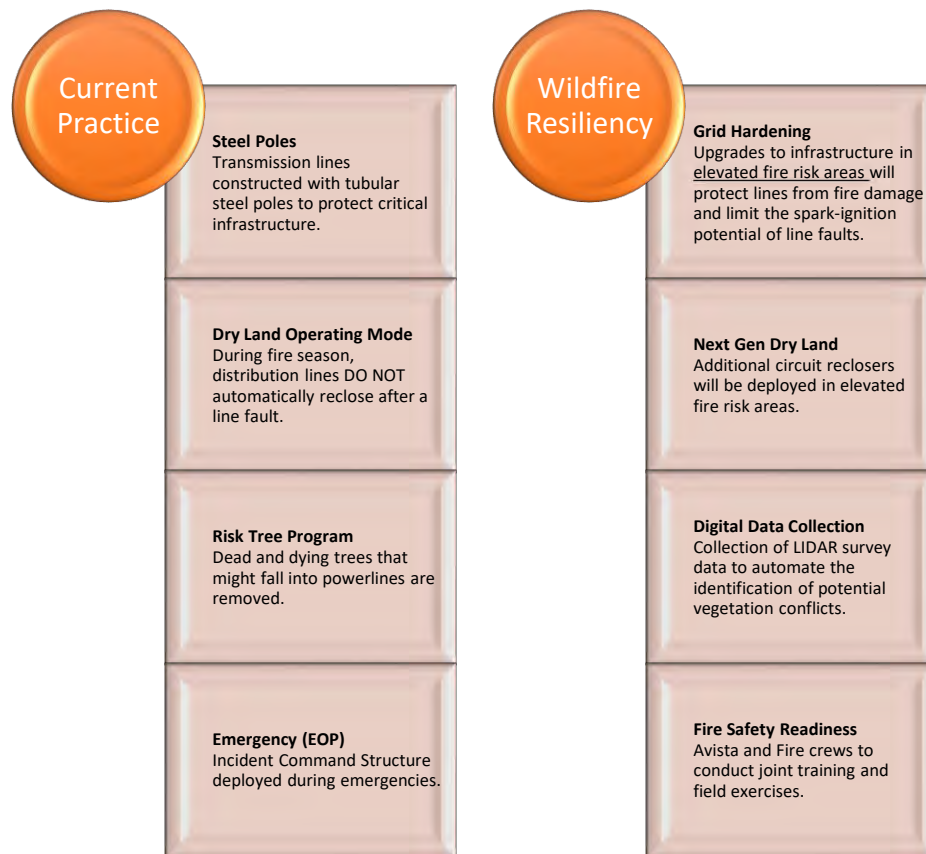 Current
Practice
Steel Poles
Transmission lines
constructed with tubular
steel poles to protect critical
infrastructure.
Dry Land Operating Mode
During fire season,
distribution lines DO NOT
automatically reclose after a
line fault.
Risk Tree Program
Dead and dying trees that
might fall into powerlines are
removed.
Emergency (EOP)
Incident Command Structure
deployed during emergencies.
Wildfire
Resiliency
Grid Hardening
Upgrades to infrastructure in
elevated fire risk areas will
protect lines from fire damage
and limit the spark-ignition
potential of line faults.
Next Gen Dry Land
Additional circuit reclosers
will be deployed in elevated
fire risk areas.
Digital Data Collection
Collection of LIDAR survey
data to automate the
identification of potential
vegetation conflicts.
Fire Safety Readiness
Avista and Fire crews to
conduct joint training and
field exercises.